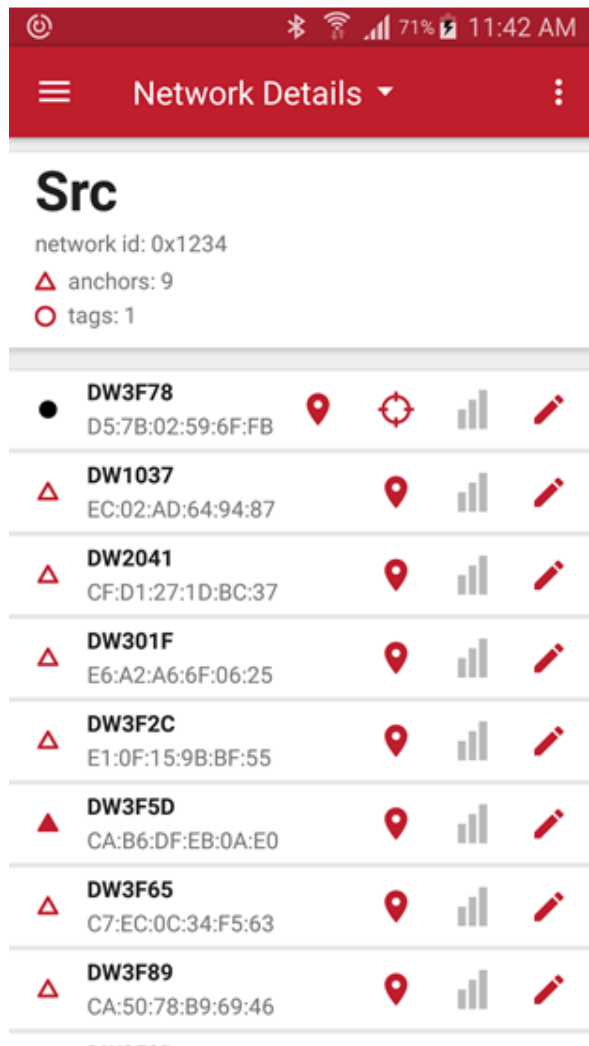 71% 11:42 AM
Network Details
Src
network id: 0x1234
anchors: 9
tags: 1
DW3F78
D5:7B:02:59:6F:FB
DW1037
EC:02:AD:64:94:87
DW2041
CF:D1:27:1D:BC:37
DW301F
E6:A2:A6:6F:06:25
DW3F2C
E1:0F:15:9B:BF:55
DW3F5D
CA:B6:DF:EB:0A:E0
DW3F65
C7:EC:0C:34:F5:63
DW3F89
CA:50:78:B9:69:46